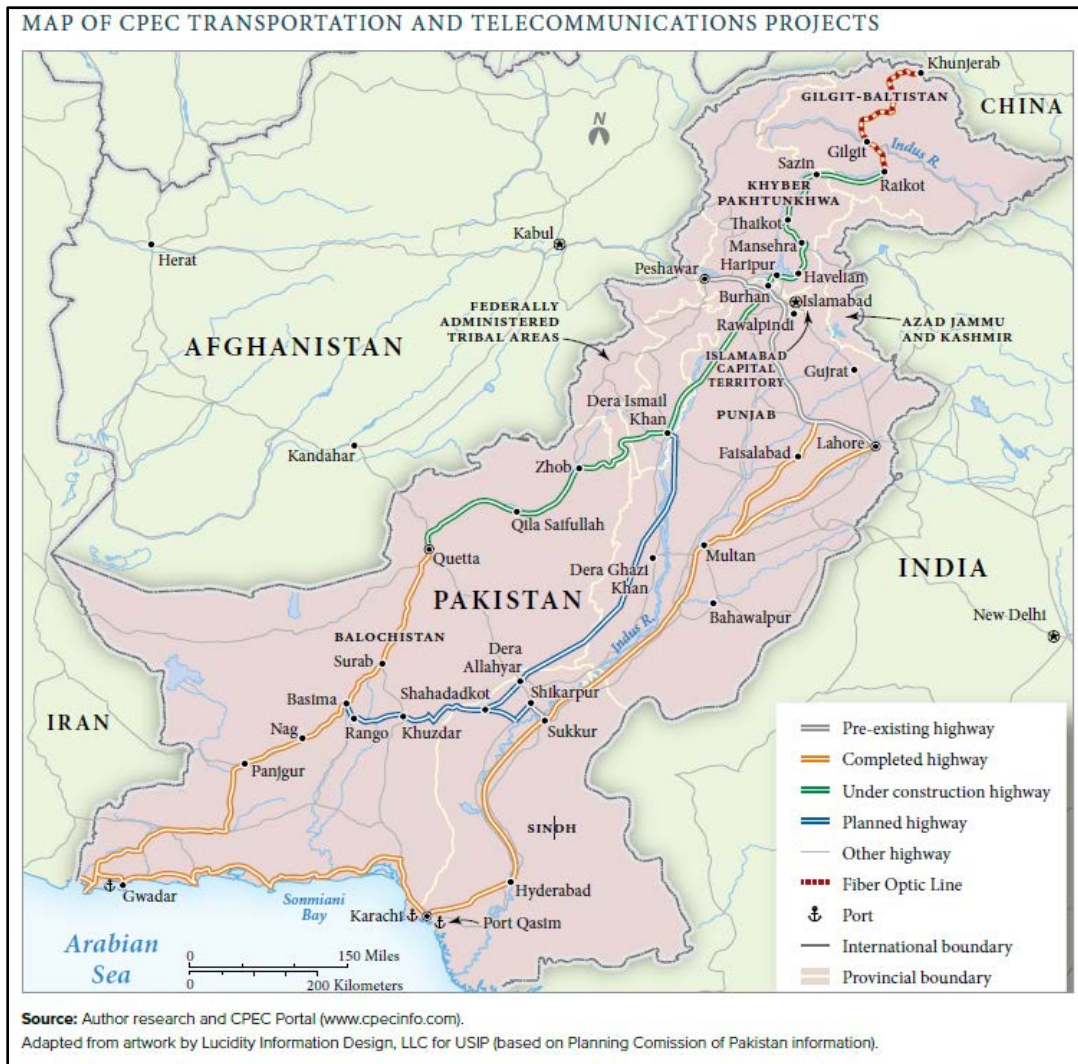 MAP OF CPEC TRANSPORTATION AND TELECOMMUNICATIONS PROJECTS
Khunjerab
GILGIT-BALTISTAN
CHINA
N
Gilgit
Indus R.
Sazin
Raikot
KHYBER
PAKHTUNKHWA
Thaikot
Kabul
Mansehra
Herat
Peshawar
Haripur
Havelian
Burhan
Islamabad
FEDERALLY
ADMINISTERED
TRIBAL AREAS
Rawalpindi
AZAD JAMMU
AND KASHMIR
AFGHANISTAN
ISLAMABAD
CAPITAL
TERRITORY
Gujrat
Dera Ismail
Khan
PUNJAB
Kandahar
Faisalabad
Lahore
Zhob
Qila Saifullah
Quetta
Multan
Dera Ghazi
Khan
INDIA
PAKISTAN
Bahawalpur
New Delhi
BALOCHISTAN
Indus R.
Surab
Dera
Allahyar
Basima
Shahadadkot
Shikarpur
IRAN
Nag
Rango
Khuzdar
Sukkur
Panjgur
SINDH
Gwadar
Sonmiani
Bay
Hyderabad
Karachi
Port Qasim
Arabian
Sea
0 150 Miles
0 200 Kilometers
Pre-existing highway
Completed highway
Under construction highway
Planned highway
Other highway
Fiber Optic Line
Port
International boundary
Provincial boundary
Source: Author research and CPEC Portal (www.cpecinfo.com).
Adapted from artwork by Lucidity Information Design, LLC for USIP (based on Planning Comission of Pakistan information).